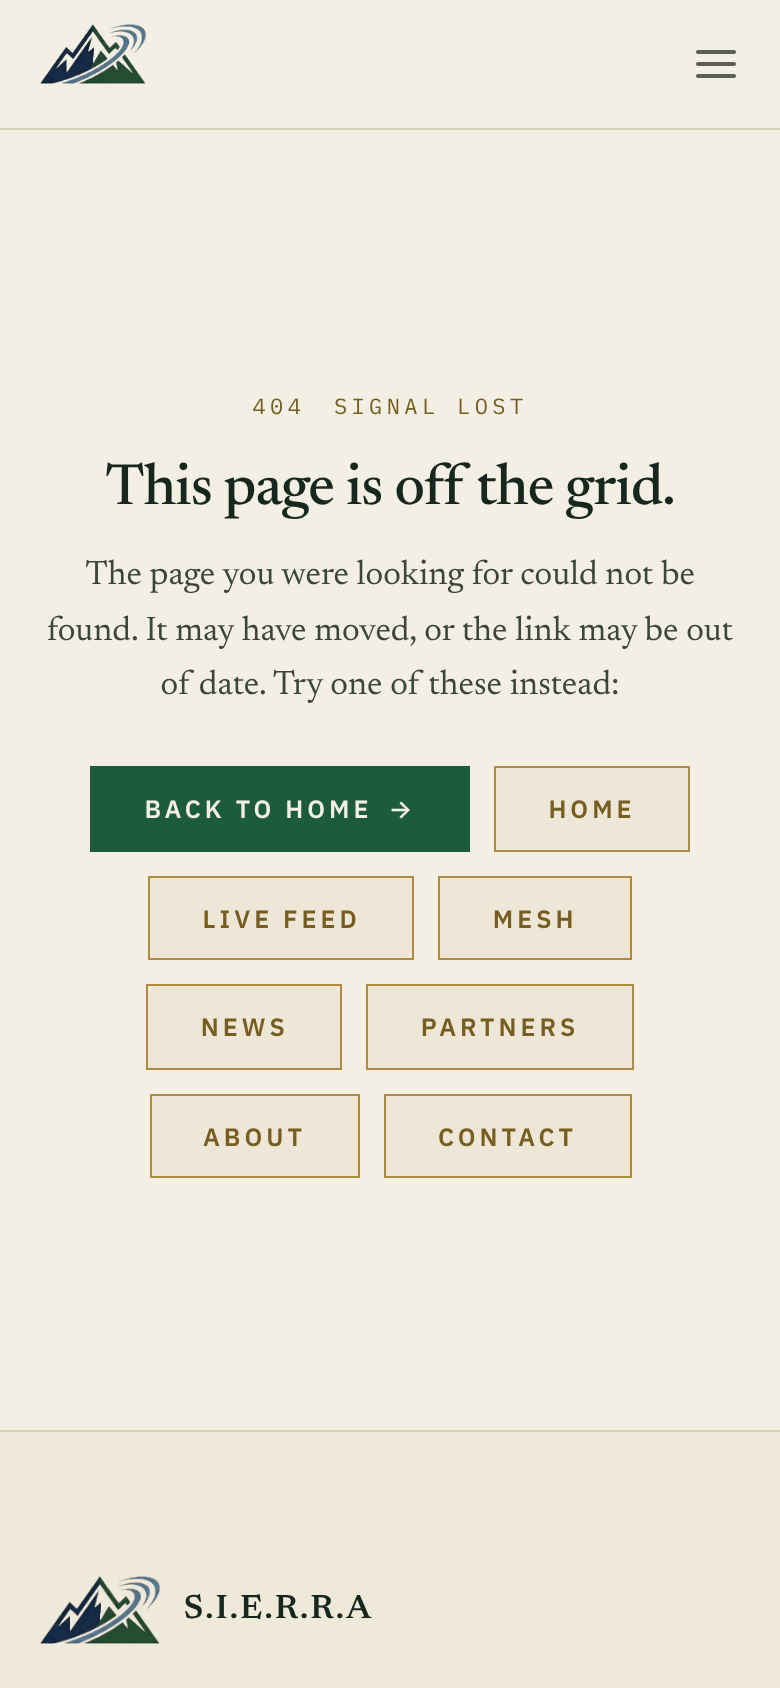 404 SIGNAL LOST
This page is off the grid.
The page you were looking for could not be
found. It may have moved, or the link may be out
of date. Try one of these instead:
BACK TO HOME →
HOME
LIVE FEED
MESH
NEWS
PARTNERS
ABOUT
CONTACT
S.I.E.R.R.A